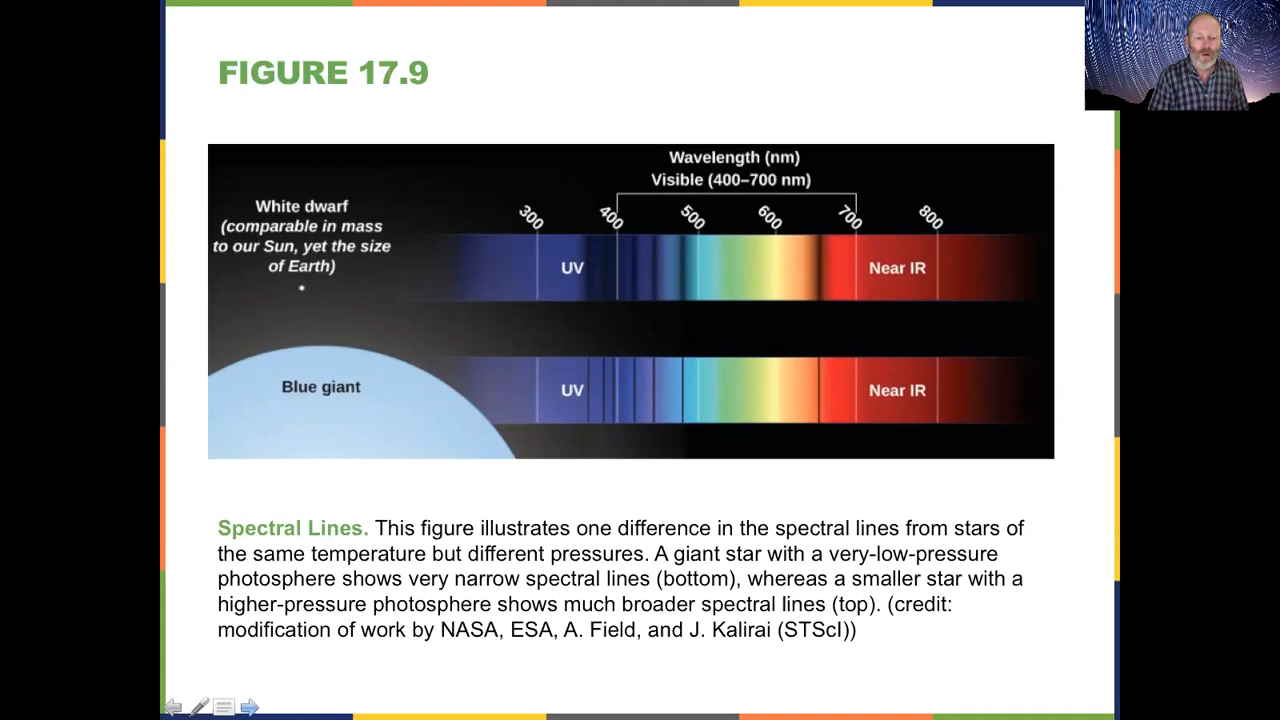 FIGURE 17.9
Wavelength (nm)
Visible (400–700 nm)
White dwarf
(comparable in mass
to our Sun, yet the size
of Earth)
300 400 500 600 700 800
UV Near IR
Blue giant
UV Near IR
Spectral Lines. This figure illustrates one difference in the spectral lines from stars of
the same temperature but different pressures. A giant star with a very-low-pressure
photosphere shows very narrow spectral lines (bottom), whereas a smaller star with a
higher-pressure photosphere shows much broader spectral lines (top). (credit:
modification of work by NASA, ESA, A. Field, and J. Kalirai (STScI))